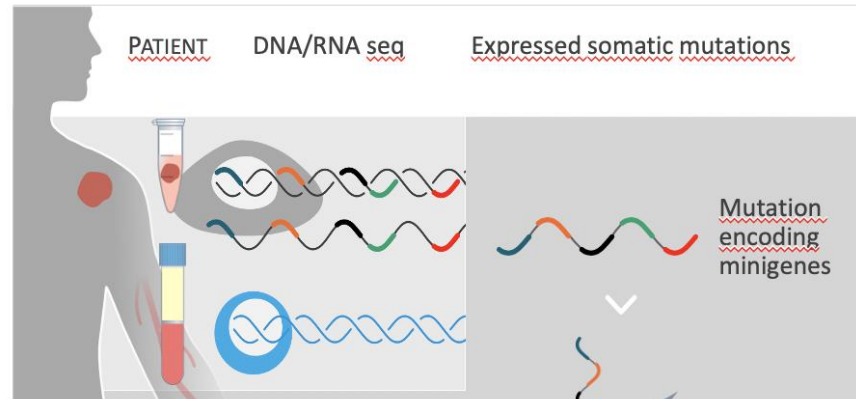 PATIENT DNA/RNA seq Expressed somatic mutations
Mutation
encoding
minigenes